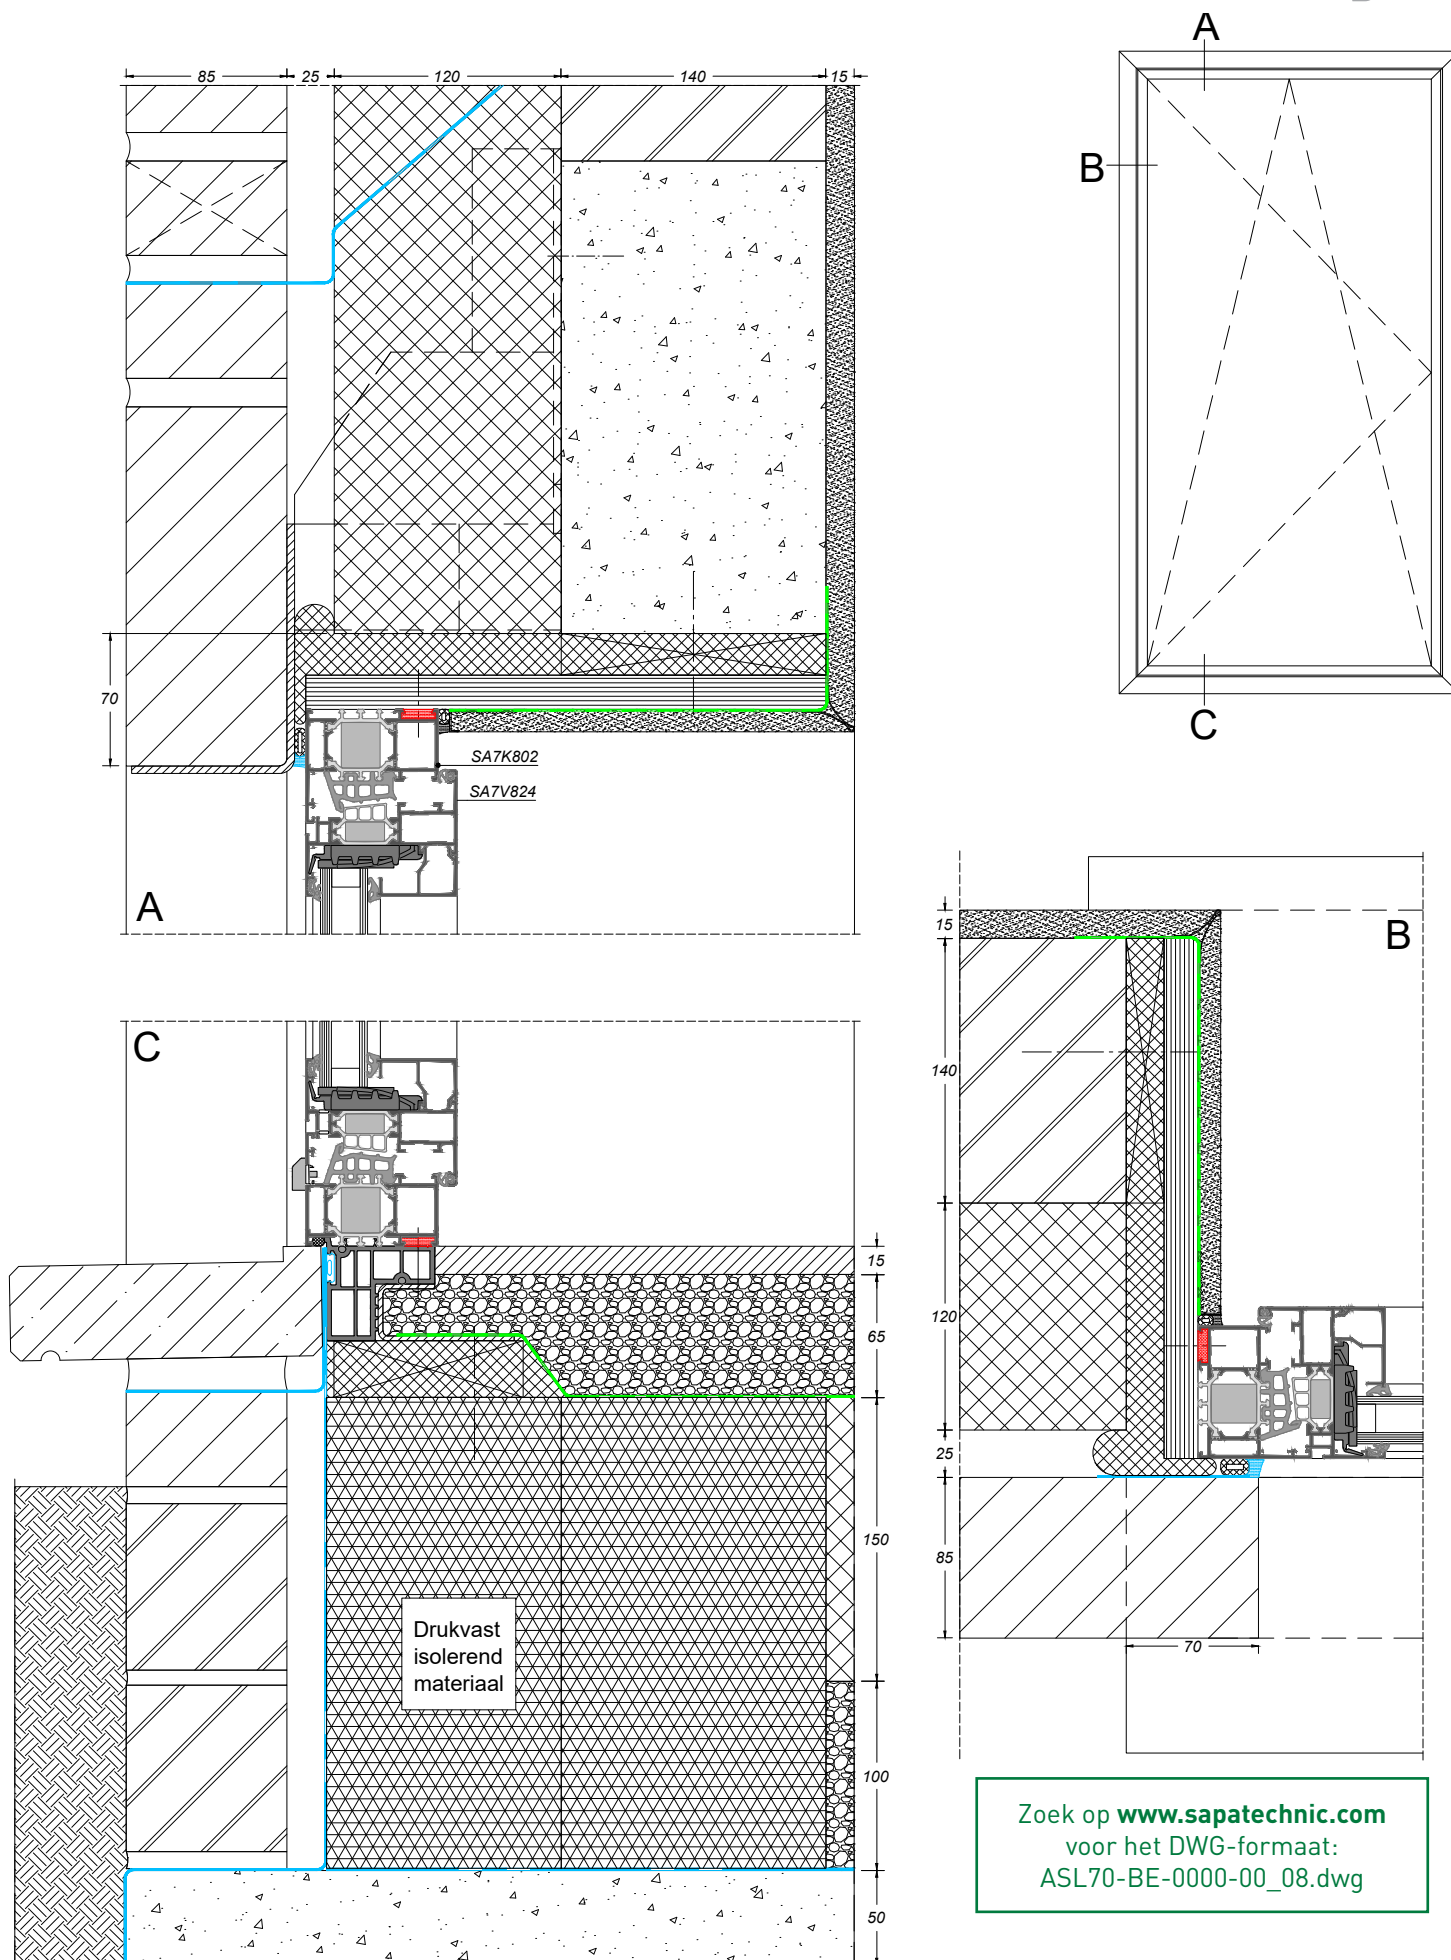 85 25 120 140 15
A
B
C
70
SA7K802
SA7V824
A
B
15
140
120
25
85
70
C
15
65
150
100
50
Drukvast
isolerend
materiaal
Zoek op www.sapatechnic.com
voor het DWG-formaat:
ASL70-BE-0000-00_08.dwg